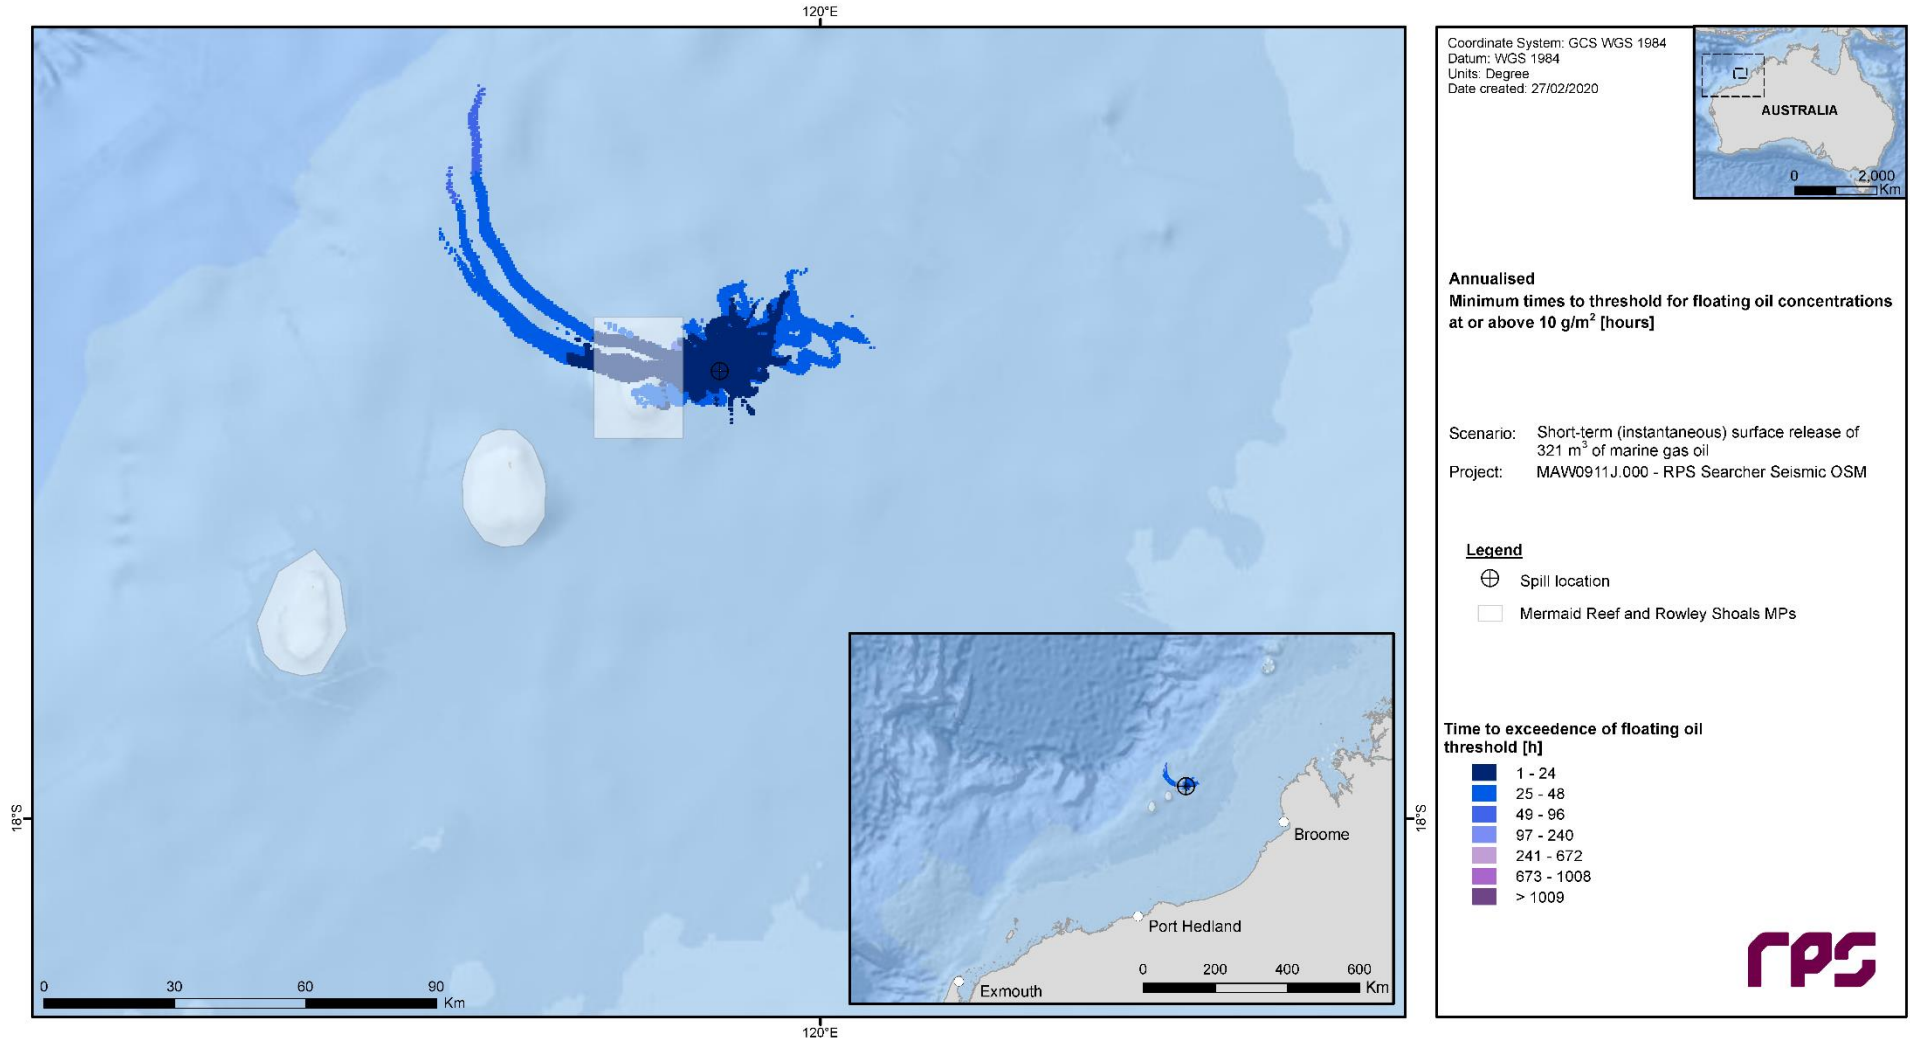 120°E
18°S
18°S
120°E
0 30 60 90 Km
Broome
Port Hedland
Exmouth
0 200 400 600 Km
Coordinate System: GCS WGS 1984
Datum: WGS 1984
Units: Degree
Date created: 27/02/2020
AUSTRALIA
0 2,000 Km
Annualised
Minimum times to threshold for floating oil concentrations
at or above 10 g/m² [hours]
Scenario: Short-term (instantaneous) surface release of
321 m³ of marine gas oil
Project: MAW0911J.000 - RPS Searcher Seismic OSM
Legend
Spill location
Mermaid Reef and Rowley Shoals MPs
Time to exceedence of floating oil
threshold [h]
1 - 24
25 - 48
49 - 96
97 - 240
241 - 672
673 - 1008
> 1009
rps